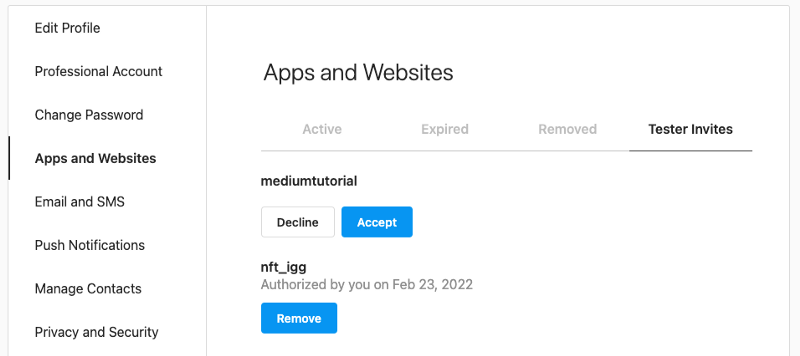 Edit Profile
Professional Account
Change Password
Apps and Websites
Email and SMS
Push Notifications
Manage Contacts
Privacy and Security
Apps and Websites
Active Expired Removed Tester Invites
mediumtutorial
Decline Accept
nft_igg
Authorized by you on Feb 23, 2022
Remove